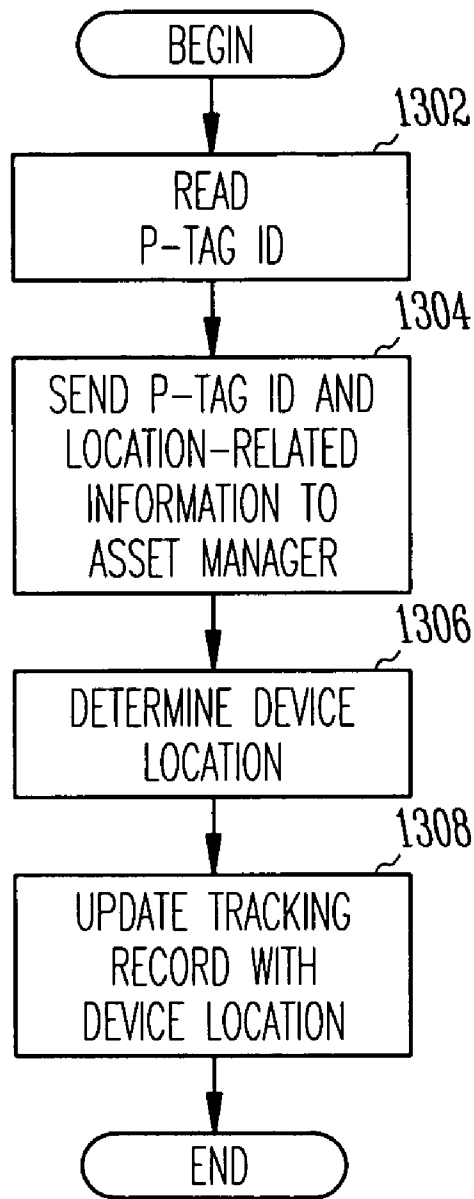 BEGIN
1302
READ
P-TAG ID
1304
SEND P-TAG ID AND
LOCATION-RELATED
INFORMATION TO
ASSET MANAGER
1306
DETERMINE DEVICE
LOCATION
1308
UPDATE TRACKING
RECORD WITH
DEVICE LOCATION
END